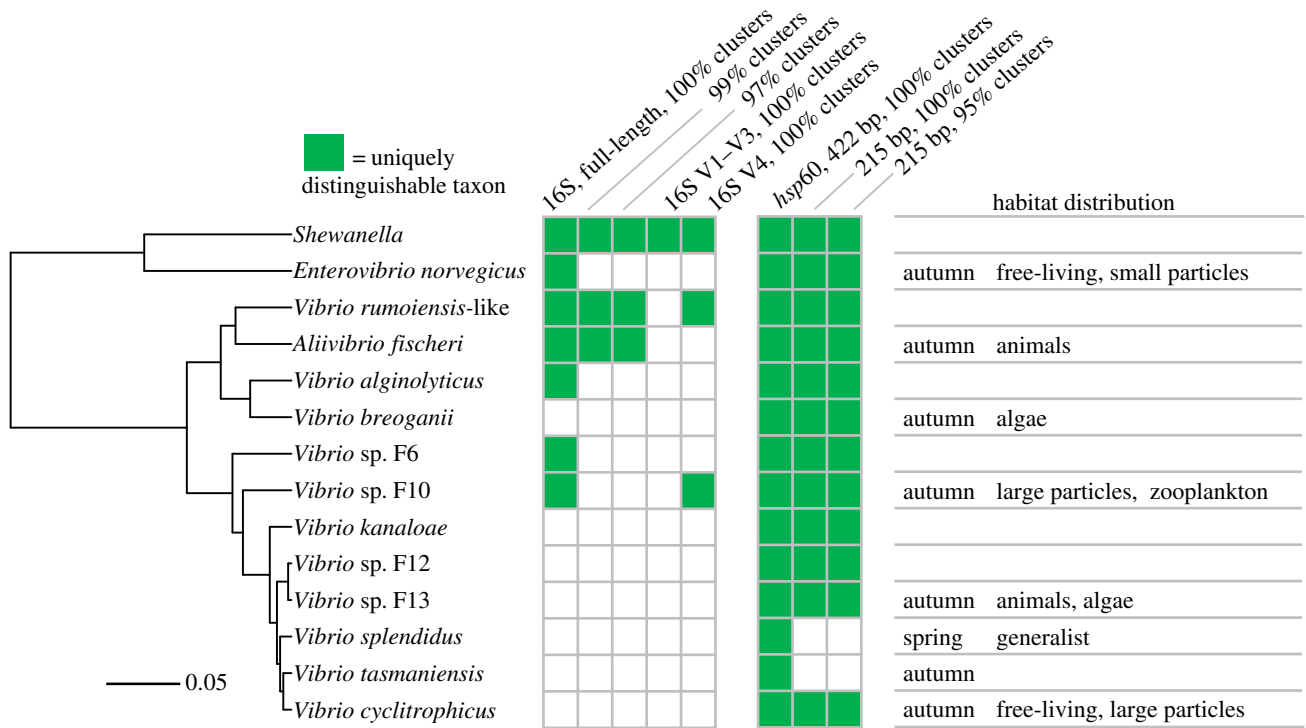 16S, full-length, 100% clusters
99% clusters
97% clusters
16S V1–V3, 100% clusters
16S V4, 100% clusters
hsp60, 422 bp, 100% clusters
215 bp, 100% clusters
215 bp, 95% clusters
= uniquely
distinguishable taxon
habitat distribution
Shewanella
Enterovibrio norvegicus autumn free-living, small particles
Vibrio rumoiensis-like
Aliivibrio fischeri autumn animals
Vibrio alginolyticus
Vibrio breoganii autumn algae
Vibrio sp. F6
Vibrio sp. F10 autumn large particles, zooplankton
Vibrio kanaloae
Vibrio sp. F12
Vibrio sp. F13 autumn animals, algae
Vibrio splendidus spring generalist
Vibrio tasmaniensis autumn
0.05
Vibrio cyclitrophicus autumn free-living, large particles